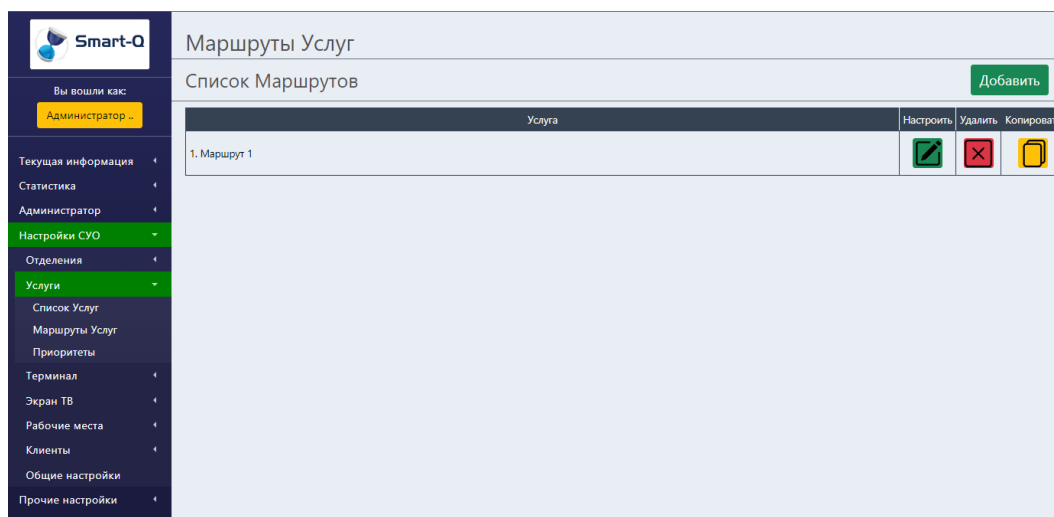 Smart-Q
Вы вошли как:
Администратор ..
Текущая информация
Статистика
Администратор
Настройки СУО
Отделения
Услуги
Список Услуг
Маршруты Услуг
Приоритеты
Терминал
Экран ТВ
Рабочие места
Клиенты
Общие настройки
Прочие настройки
Маршруты Услуг
Список Маршрутов
Добавить
Услуга Настроить Удалить Копироват
1. Маршрут 1